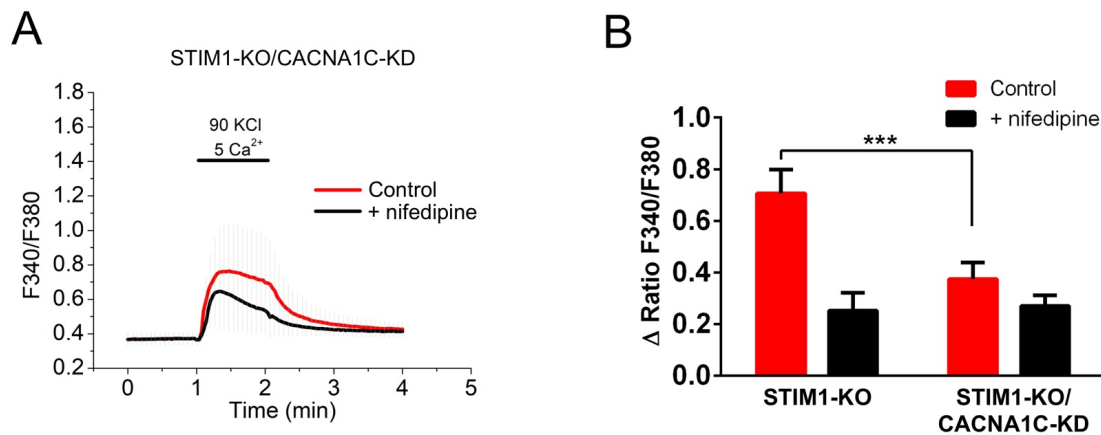 A
STIM1-KO/CACNA1C-KD
1.8
1.6
1.4
1.2
1.0
0.8
0.6
0.4
0.2
F340/F380
90 KCl
5 Ca²⁺
Control
+ nifedipine
0 1 2 3 4 5
Time (min)
B
Control
+ nifedipine
***
1.0
0.8
0.6
0.4
0.2
0.0
Δ Ratio F340/F380
STIM1-KO
STIM1-KO/
CACNA1C-KD